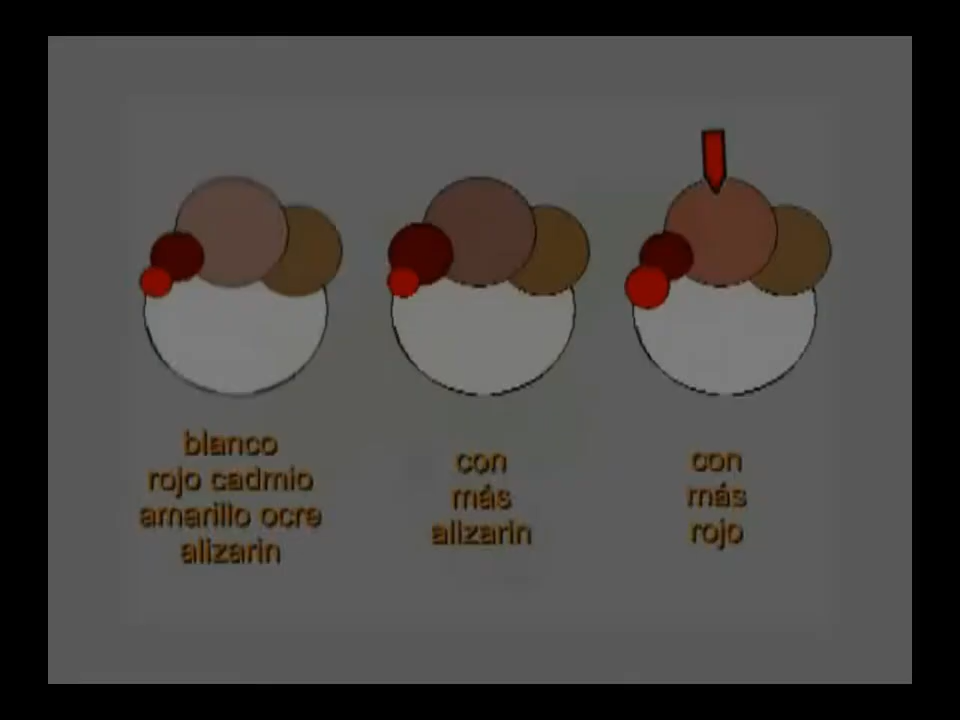 blanco
rojo cadmio
amarillo ocre
alizarin
con
más
alizarin
con
más
rojo